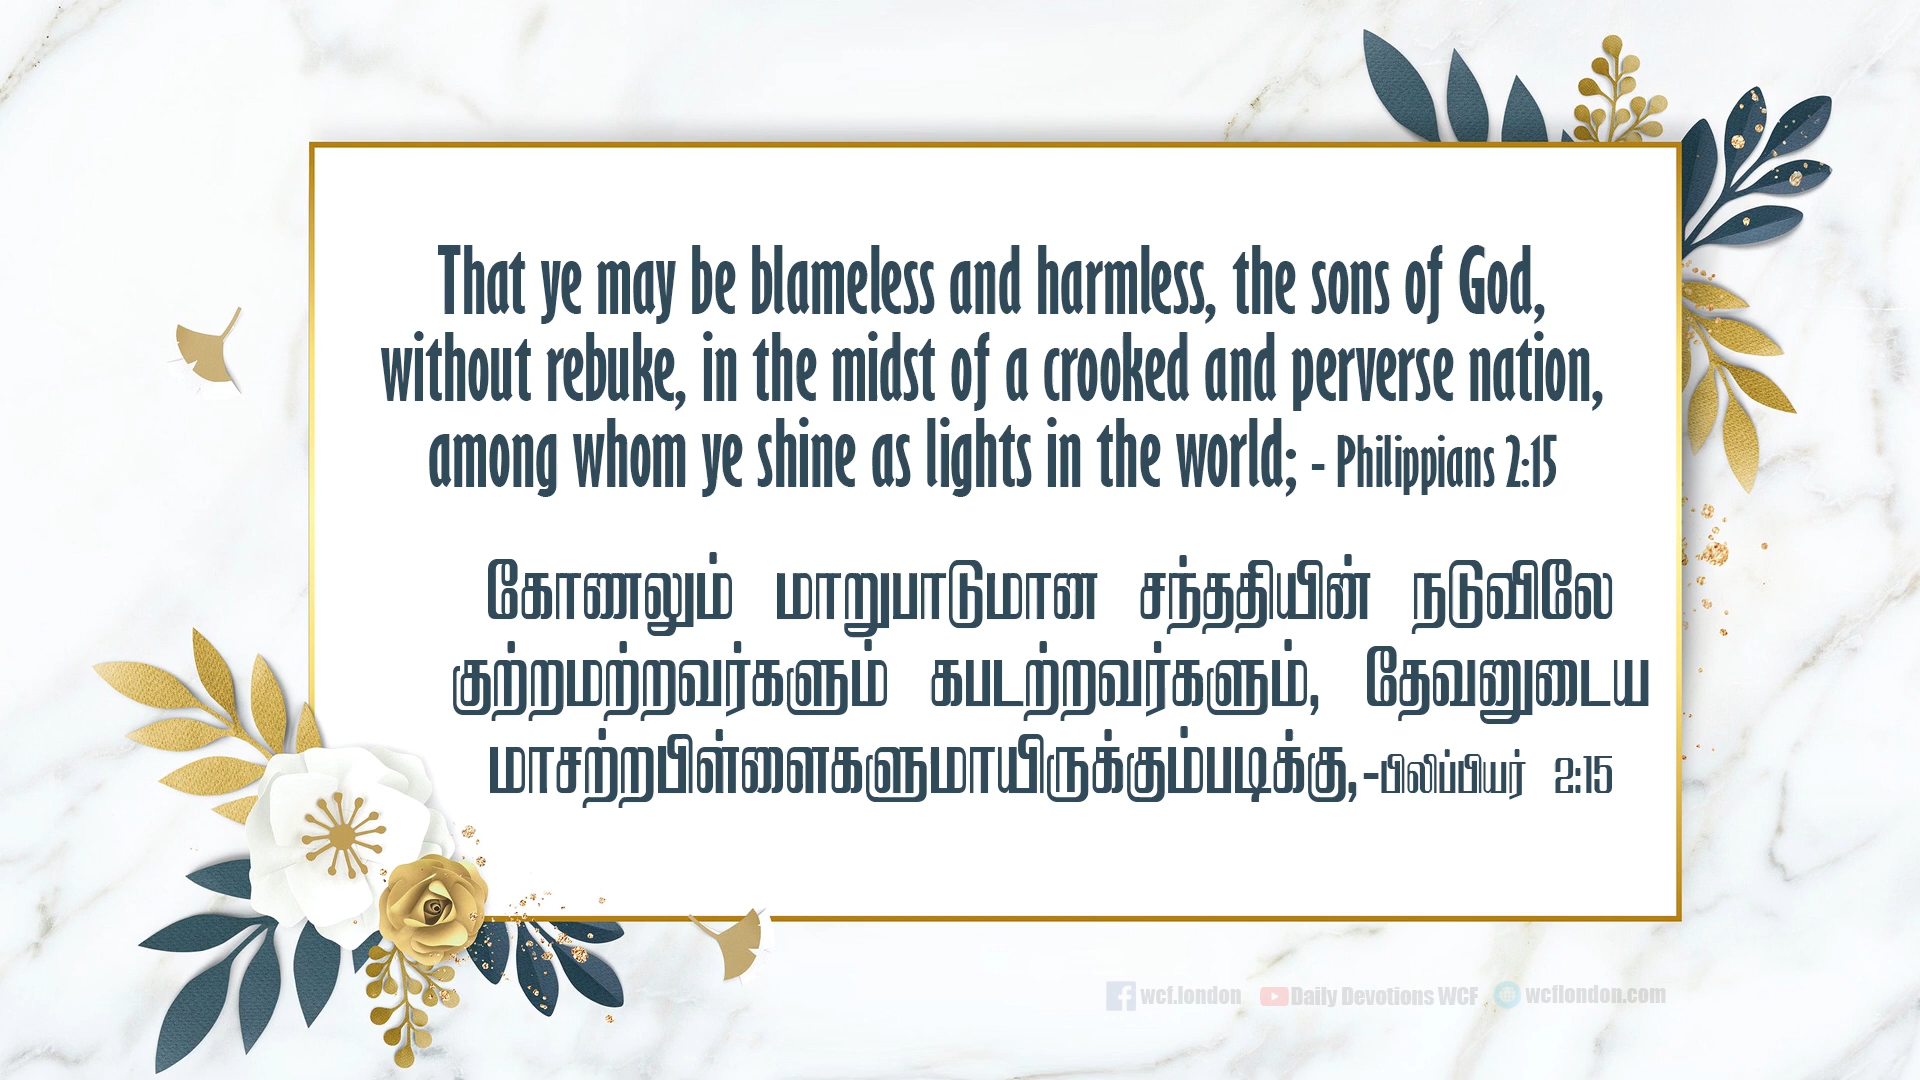 That ye may be blameless and harmless, the sons of God,
without rebuke, in the midst of a crooked and perverse nation,
among whom ye shine as lights in the world; - Philippians 2:15
கோணலும் மாறுபாடுமான சந்ததியின் நடுவிலே
குற்றமற்றவர்களும் கபடற்றவர்களும், தேவனுடைய
மாசற்றபிள்ளைகளுமாயிருக்கும்படிக்கு,-பிலிப்பியர் 2:15
wcf.london Daily Devotions WCF wcflondon.com